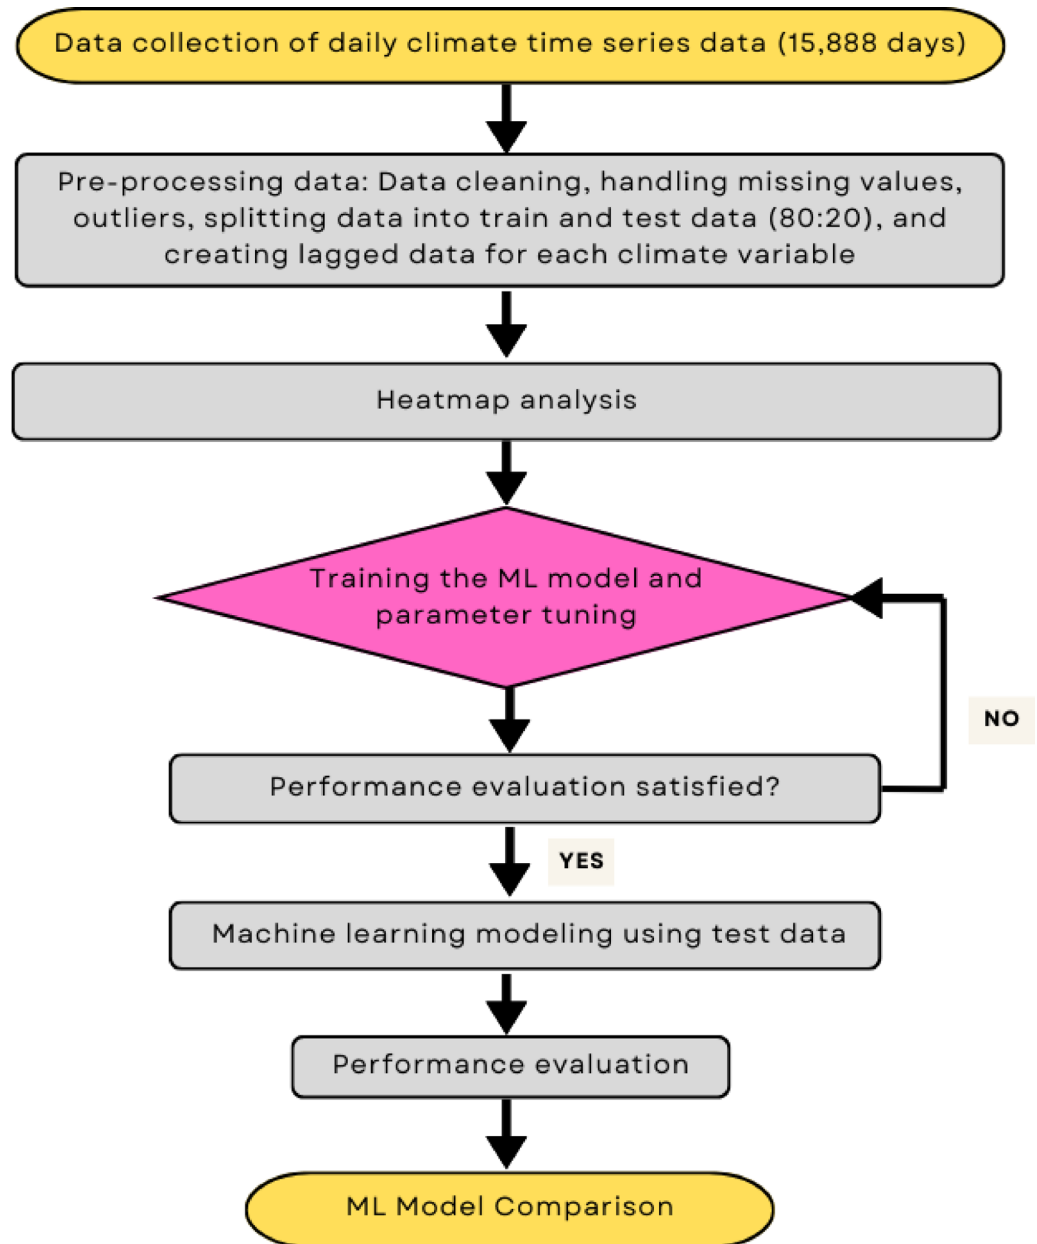 Data collection of daily climate time series data (15,888 days)
Pre-processing data: Data cleaning, handling missing values,
outliers, splitting data into train and test data (80:20), and
creating lagged data for each climate variable
Heatmap analysis
Training the ML model and
parameter tuning
NO
Performance evaluation satisfied?
YES
Machine learning modeling using test data
Performance evaluation
ML Model Comparison